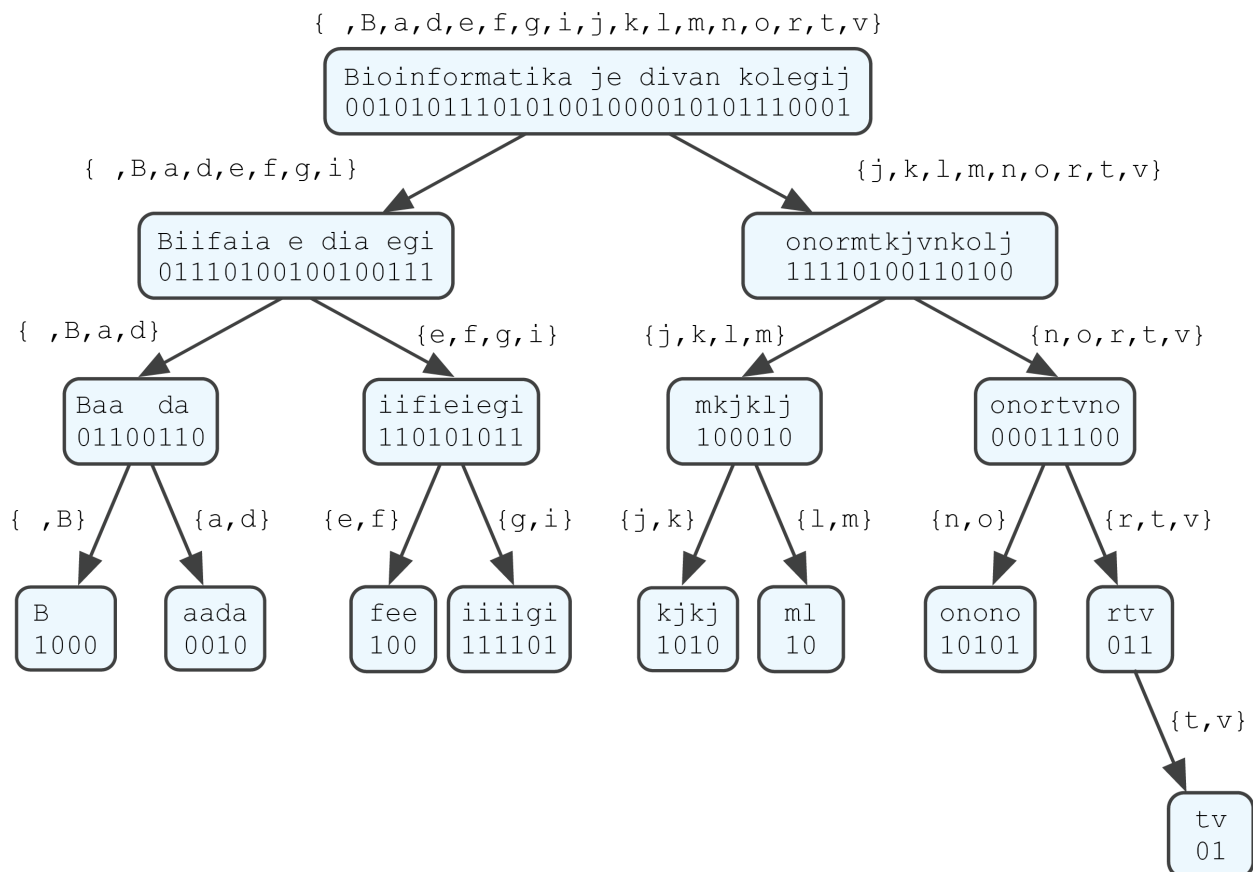 { ,B,a,d,e,f,g,i,j,k,l,m,n,o,r,t,v}
Bioinformatika je divan kolegij
0010101110101001000010101110001
{ ,B,a,d,e,f,g,i}
{j,k,l,m,n,o,r,t,v}
Biifaia e dia egi
01110100100100111
onormtkjvnkolj
11110100110100
{ ,B,a,d}
{e,f,g,i}
{j,k,l,m}
{n,o,r,t,v}
Baa  da
01100110
iifieiegi
110101011
mkjklj
100010
onortvno
00011100
{ ,B}
{a,d}
{e,f}
{g,i}
{j,k}
{l,m}
{n,o}
{r,t,v}
B
1000
aada
0010
fee
100
iiiigi
111101
kjkj
1010
ml
10
onono
10101
rtv
011
{t,v}
tv
01